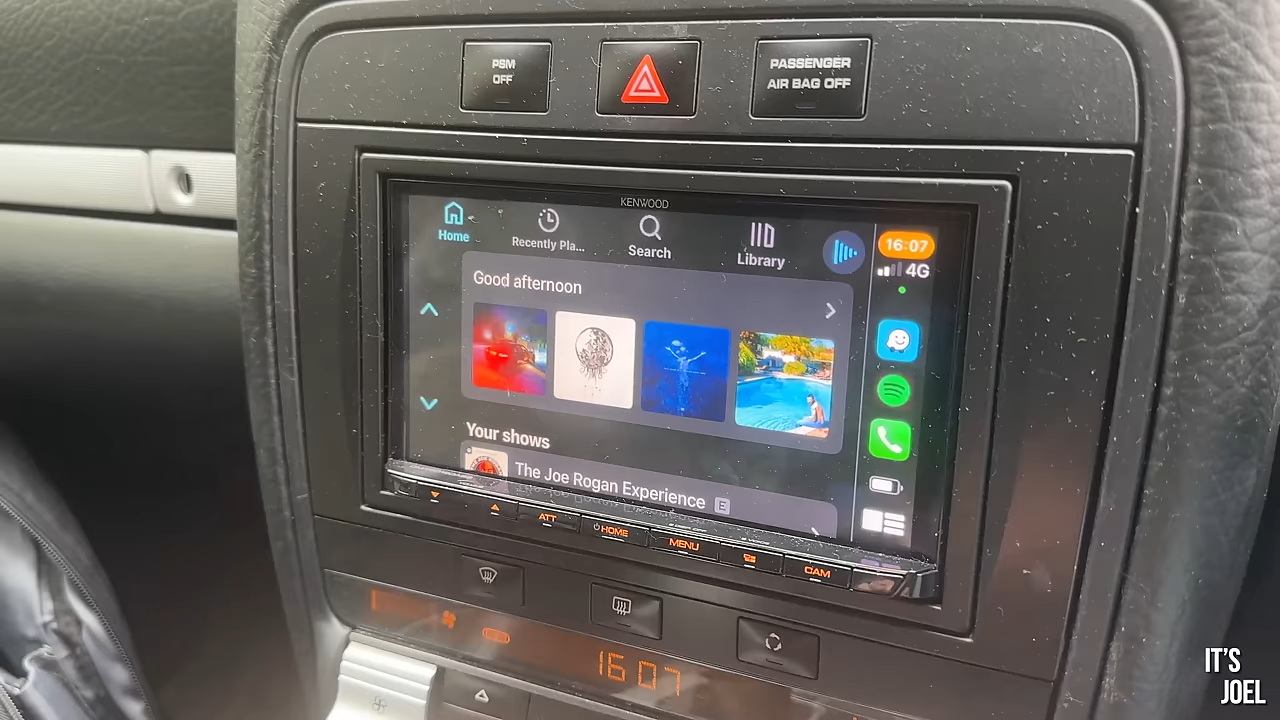 PSM
OFF
PASSENGER
AIR BAG OFF
KENWOOD
Home
Recently Pla...
Search
Library
16:07
4G
Good afternoon
Your shows
The Joe Rogan Experience E
ATT
HOME
MENU
CAM
16 07
IT'S
JOEL